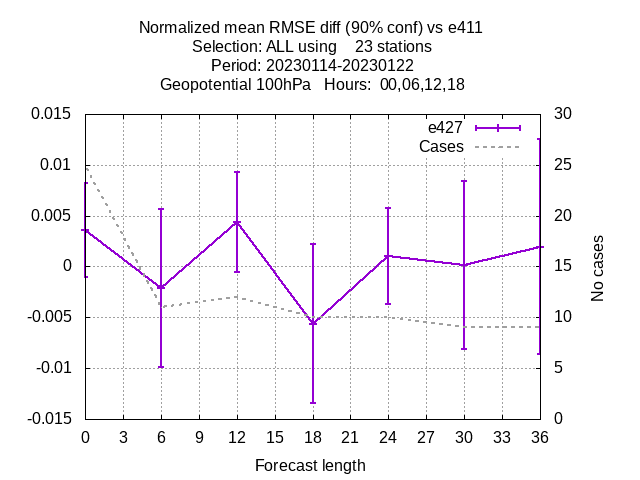 Normalized mean RMSE diff (90% conf) vs e411
Selection: ALL using    23 stations
Period: 20230114-20230122
Geopotential 100hPa   Hours:  00,06,12,18
0.015
0.01
0.005
0
-0.005
-0.01
-0.015
30
25
20
15
10
5
0
e427
Cases
No cases
0 3 6 9 12 15 18 21 24 27 30 33 36
Forecast length